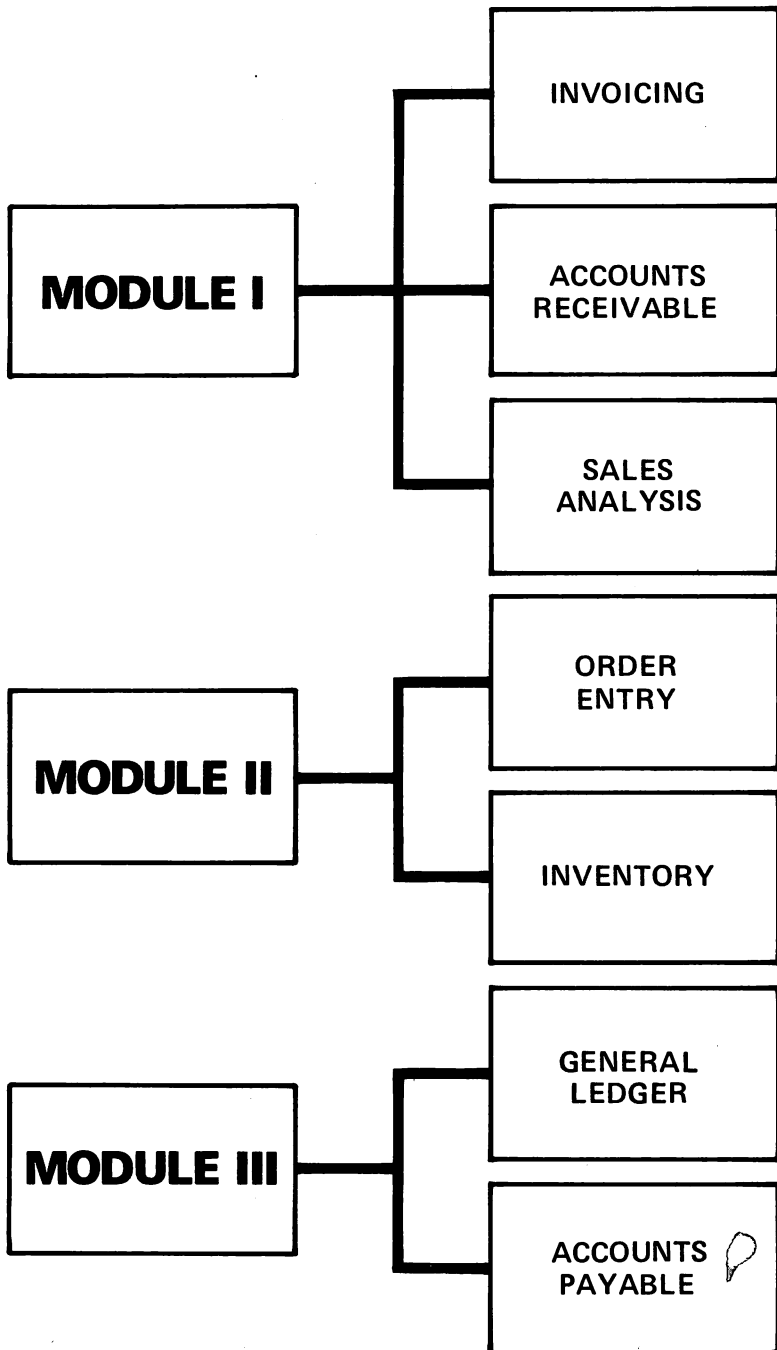 MODULE I
INVOICING
ACCOUNTS
RECEIVABLE
SALES
ANALYSIS
MODULE II
ORDER
ENTRY
INVENTORY
MODULE III
GENERAL
LEDGER
ACCOUNTS
PAYABLE